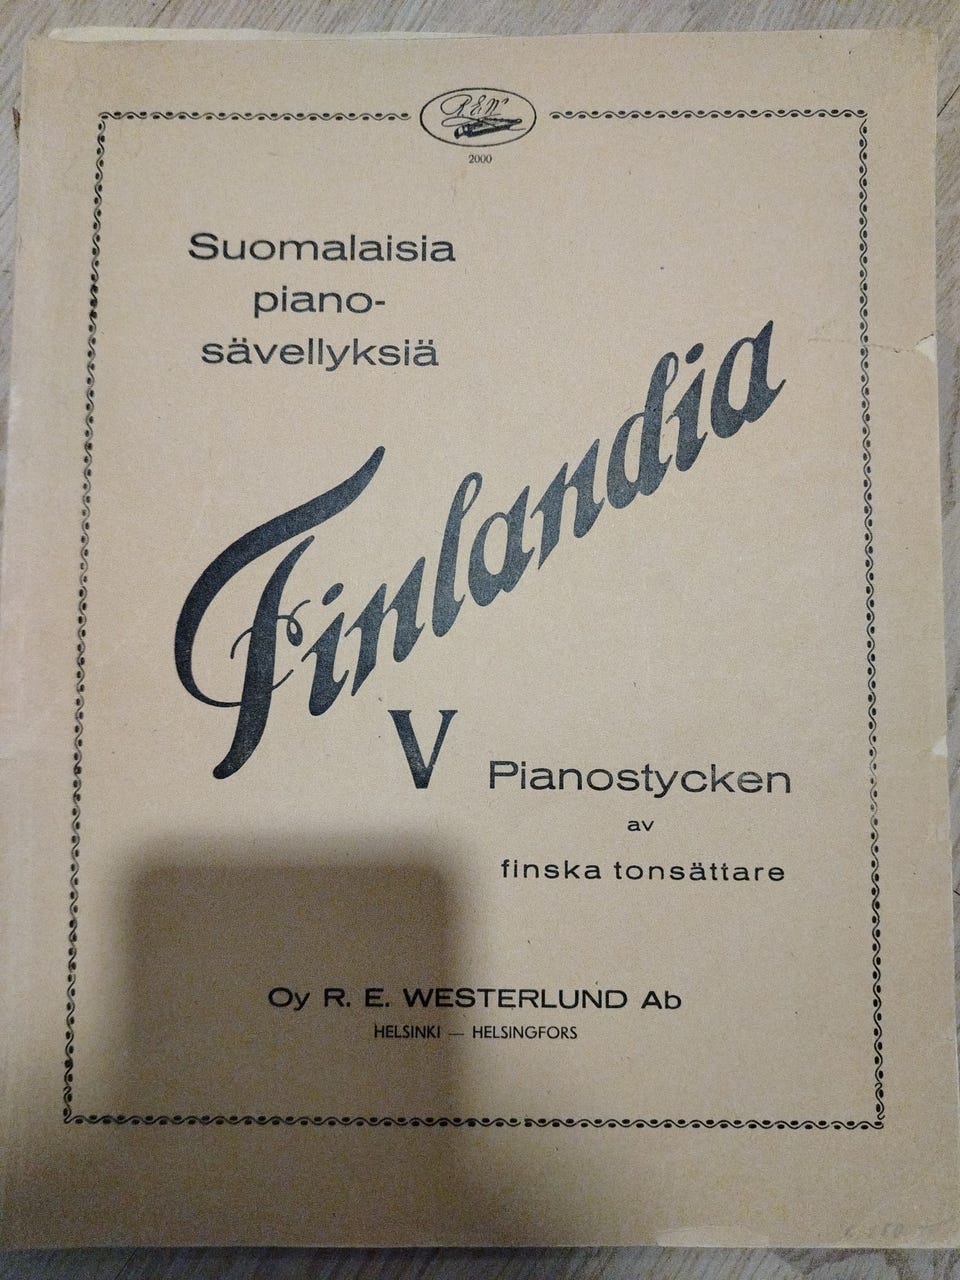 R.E.W.
2000
Suomalaisia
piano-
sävellyksiä
Finlandia
V
Pianostycken
av
finska tonsättare
Oy R. E. WESTERLUND Ab
HELSINKI — HELSINGFORS